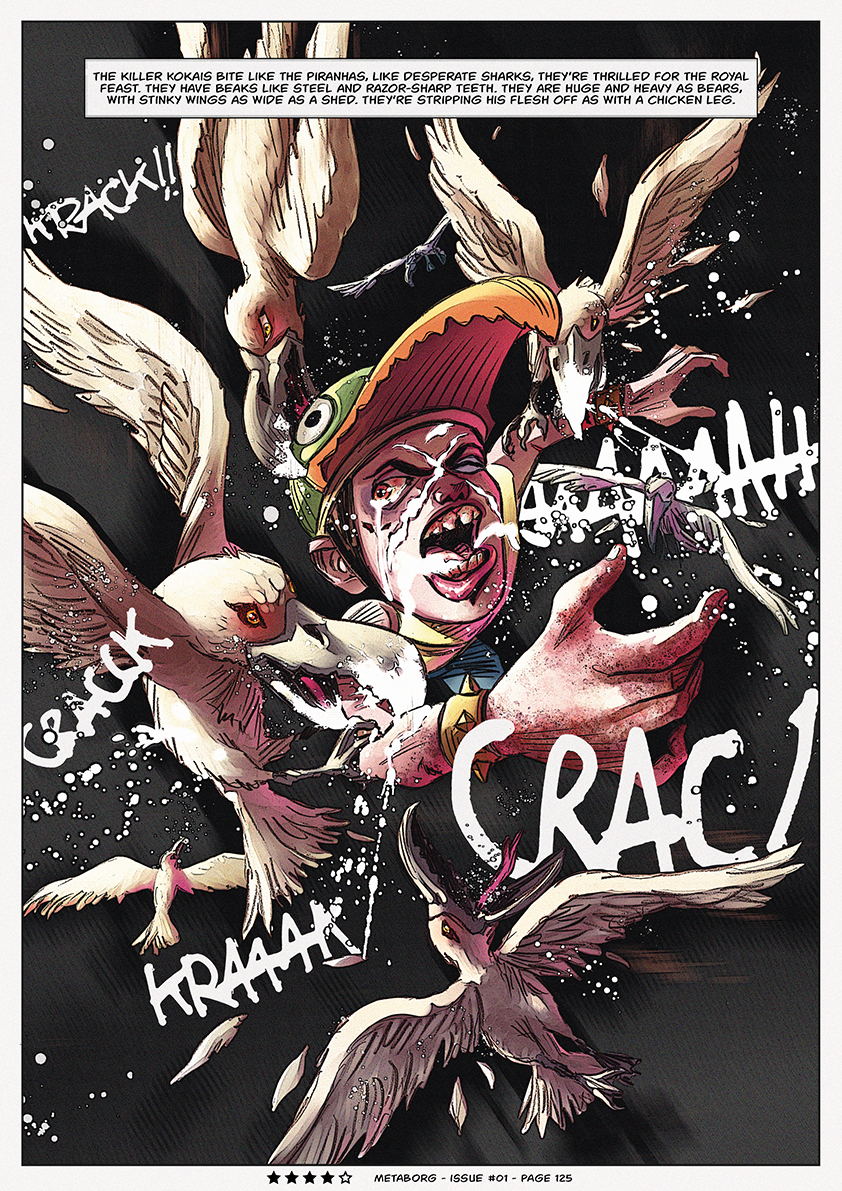 THE KILLER KOKAIS BITE LIKE THE PIRANHAS, LIKE DESPERATE SHARKS, THEY'RE THRILLED FOR THE ROYAL
FEAST. THEY HAVE BEAKS LIKE STEEL AND RAZOR-SHARP TEETH. THEY ARE HUGE AND HEAVY AS BEARS,
WITH STINKY WINGS AS WIDE AS A SHED. THEY'RE STRIPPING HIS FLESH OFF AS WITH A CHICKEN LEG.
KRACK!!
AAAAAAH
CRACK
CRAC!
KRAAAK!
METABORG - ISSUE #01 - PAGE 125